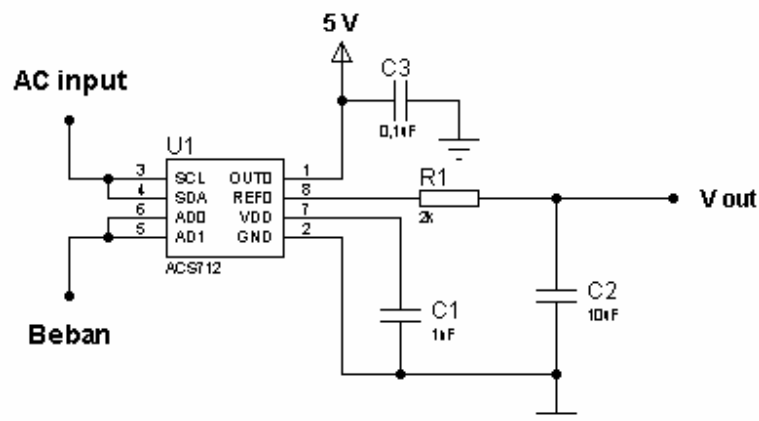 5 V
AC input
C3
0,1uF
U1
3 SCL OUT0 1
4 SDA REF0 8
6 AD0 VDD 7
5 AD1 GND 2
ACS712
R1
2k
V out
Beban
C1
1uF
C2
10uF